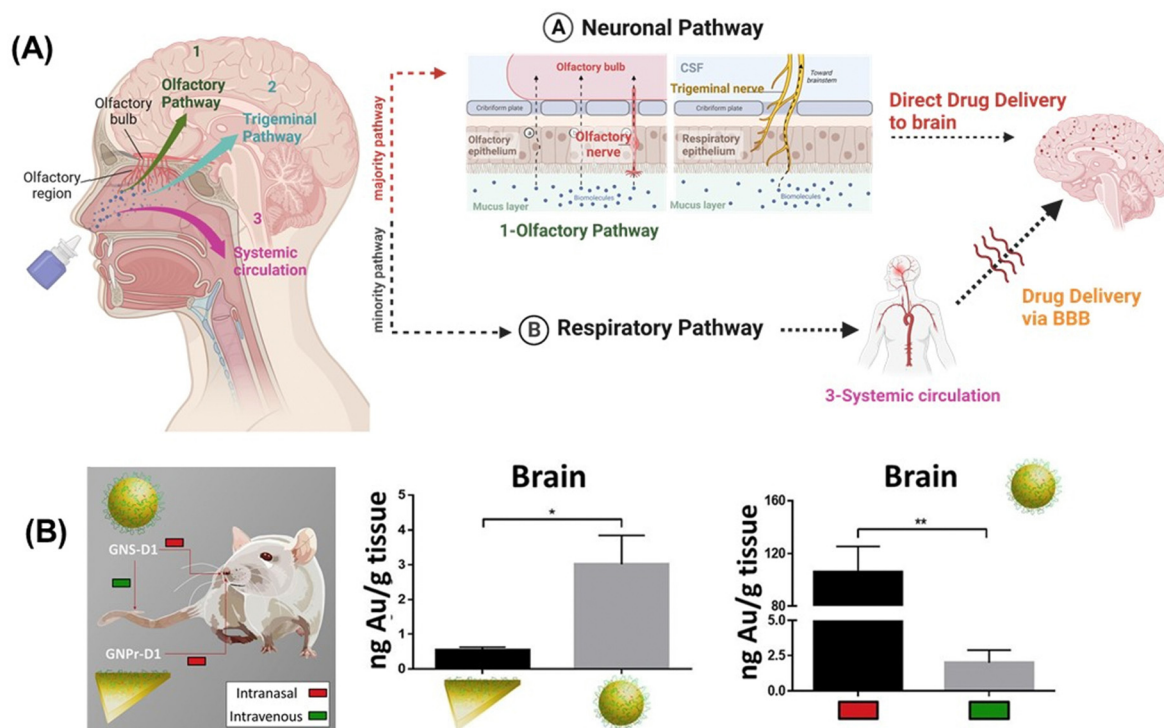 (A)
1
Olfactory
Pathway
2
Trigeminal
Pathway
Olfactory
bulb
Olfactory
region
3
Systemic
circulation
majority pathway
minority pathway
A Neuronal Pathway
Olfactory bulb
Cribriform plate
Olfactory
epithelium
Olfactory
nerve
Biomolecules
Mucus layer
CSF
Trigeminal nerve
Toward
brainstem
Cribriform plate
Respiratory
epithelium
Biomolecules
Mucus layer
1-Olfactory Pathway
Direct Drug Delivery
to brain
B Respiratory Pathway
3-Systemic circulation
Drug Delivery
via BBB
(B)
GNS-D1
GNPr-D1
Intranasal
Intravenous
Brain
ng Au/g tissue
5
4
3
2
1
0
*
Brain
ng Au/g tissue
160
120
80
5.0
2.5
0.0
**